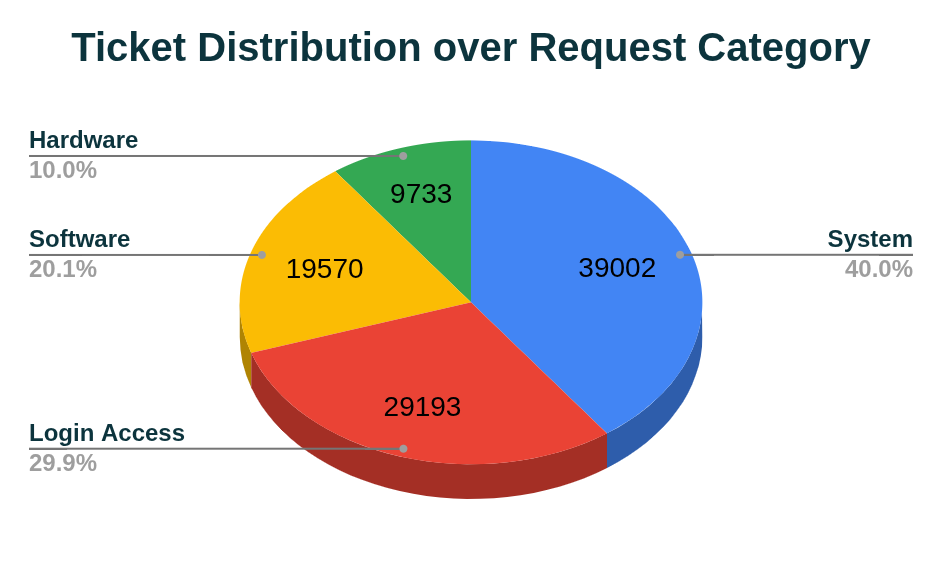 Ticket Distribution over Request Category
Hardware
10.0%
9733
Software
20.1%
19570
System
40.0%
39002
29193
Login Access
29.9%